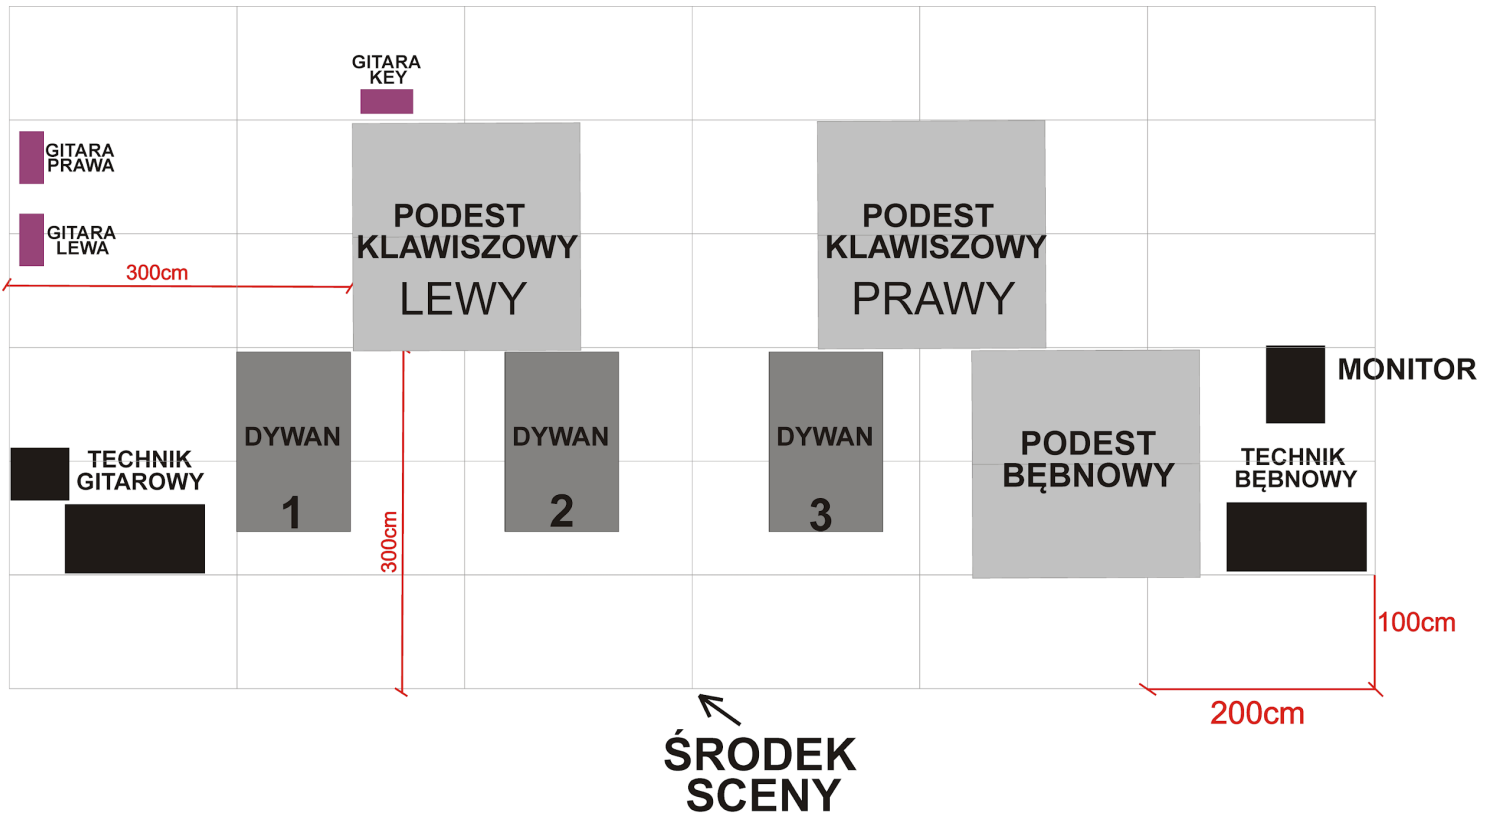 GITARA
KEY
GITARA
PRAWA
GITARA
LEWA
300cm
PODEST
KLAWISZOWY
LEWY
PODEST
KLAWISZOWY
PRAWY
MONITOR
DYWAN
1
DYWAN
2
DYWAN
3
PODEST
BĘBNOWY
TECHNIK
GITAROWY
TECHNIK
BĘBNOWY
300cm
100cm
200cm
ŚRODEK
SCENY